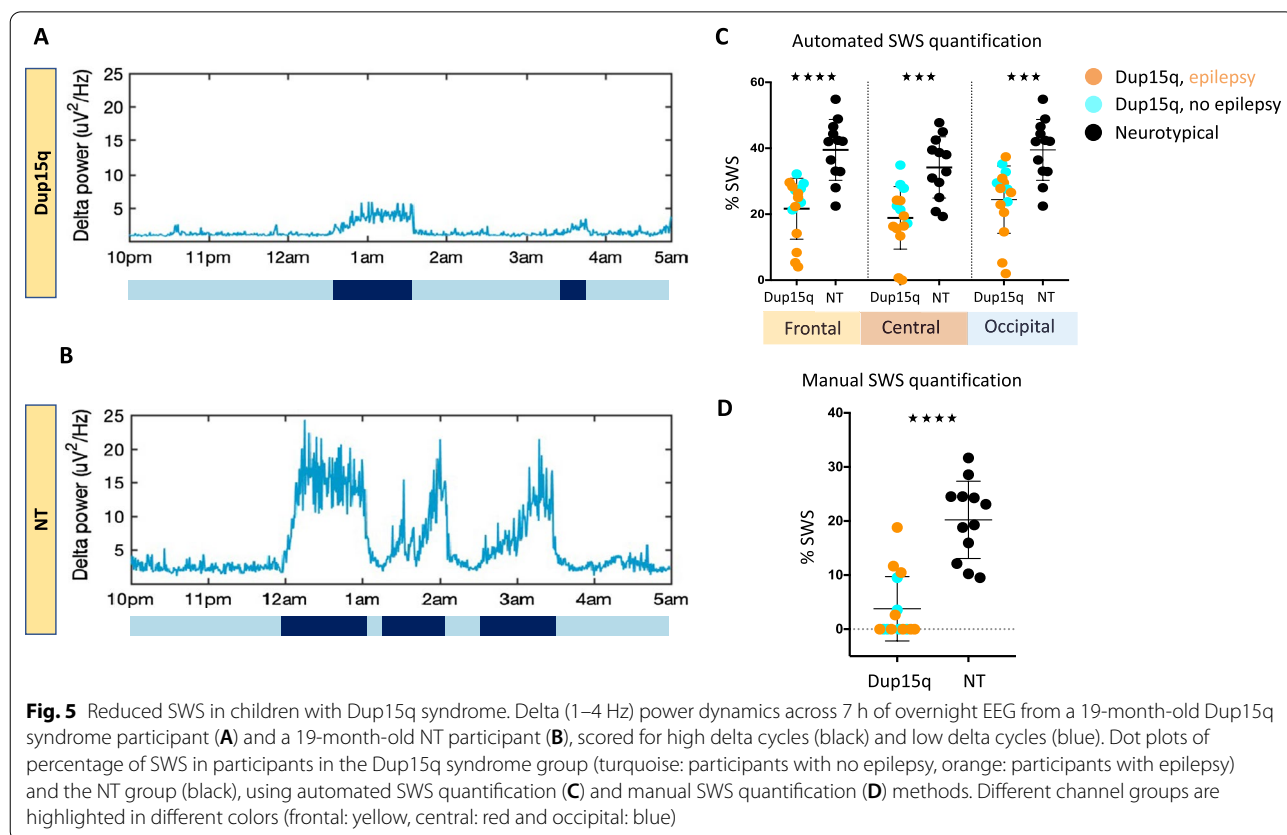 A
Dup15q
Delta power (uV²/Hz)
25
20
15
10
5
10pm 11pm 12am 1am 2am 3am 4am 5am
B
NT
Delta power (uV²/Hz)
25
20
15
10
5
10pm 11pm 12am 1am 2am 3am 4am 5am
C
Automated SWS quantification
★★★★ ★★★ ★★★
% SWS
60
40
20
0
Dup15q NT Dup15q NT Dup15q NT
Frontal Central Occipital
Dup15q, epilepsy
Dup15q, no epilepsy
Neurotypical
Manual SWS quantification
D
★★★★
% SWS
40
30
20
10
0
Dup15q NT
Fig. 5 Reduced SWS in children with Dup15q syndrome. Delta (1–4 Hz) power dynamics across 7 h of overnight EEG from a 19-month-old Dup15q
syndrome participant (A) and a 19-month-old NT participant (B), scored for high delta cycles (black) and low delta cycles (blue). Dot plots of
percentage of SWS in participants in the Dup15q syndrome group (turquoise: participants with no epilepsy, orange: participants with epilepsy)
and the NT group (black), using automated SWS quantification (C) and manual SWS quantification (D) methods. Different channel groups are
highlighted in different colors (frontal: yellow, central: red and occipital: blue)